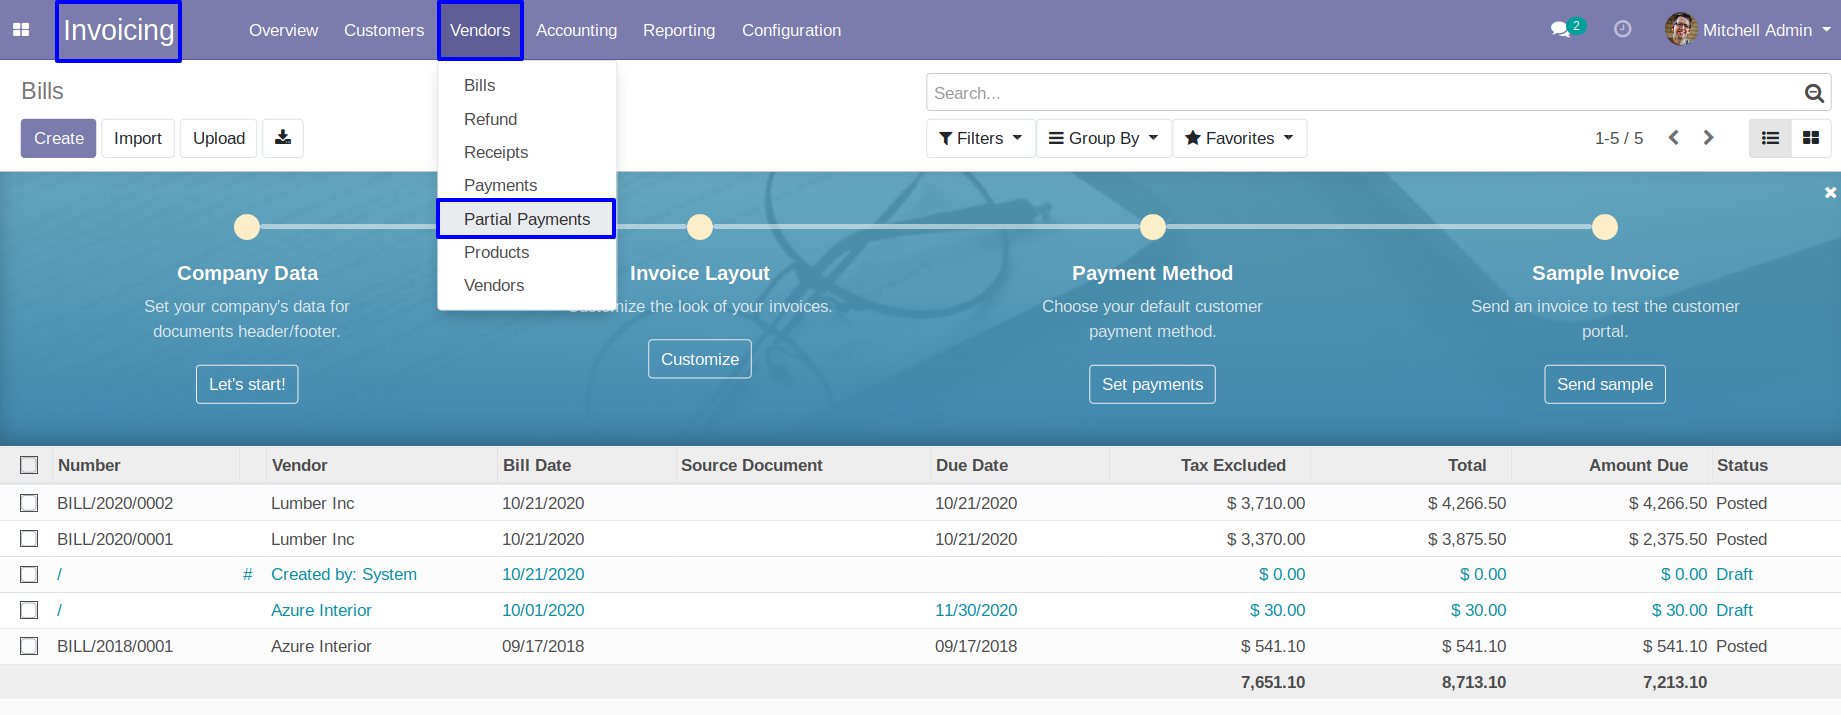 Invoicing Overview Customers Vendors Accounting Reporting Configuration 2 Mitchell Admin
Bills
Search...
Create Import Upload
Filters Group By Favorites 1-5 / 5
Bills
Refund
Receipts
Payments
Partial Payments
Products
Vendors
Company Data
Set your company's data for
documents header/footer.
Let's start!
Invoice Layout
mize the look of your invoices.
Customize
Payment Method
Choose your default customer
payment method.
Set payments
Sample Invoice
Send an invoice to test the customer
portal.
Send sample
Number Vendor Bill Date Source Document Due Date Tax Excluded Total Amount Due Status
BILL/2020/0002 Lumber Inc 10/21/2020 10/21/2020 $ 3,710.00 $ 4,266.50 $ 4,266.50 Posted
BILL/2020/0001 Lumber Inc 10/21/2020 10/21/2020 $ 3,370.00 $ 3,875.50 $ 2,375.50 Posted
/ # Created by: System 10/21/2020 $ 0.00 $ 0.00 $ 0.00 Draft
/ Azure Interior 10/01/2020 11/30/2020 $ 30.00 $ 30.00 $ 30.00 Draft
BILL/2018/0001 Azure Interior 09/17/2018 09/17/2018 $ 541.10 $ 541.10 $ 541.10 Posted
7,651.10 8,713.10 7,213.10